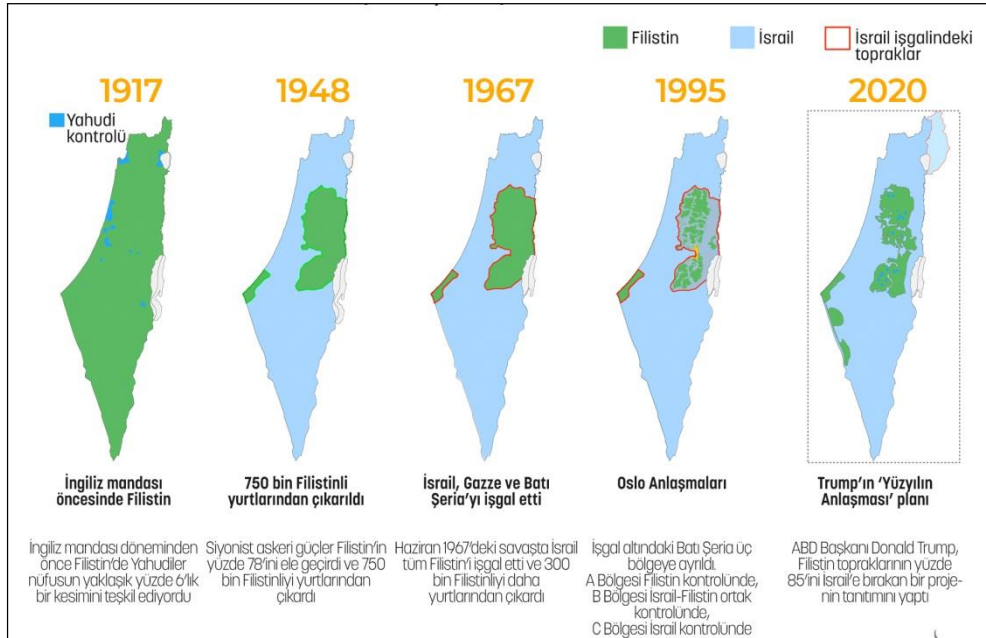 Filistin
İsrail
İsrail işgalindeki
topraklar
1917
1948
1967
1995
2020
Yahudi
kontrolü
İngiliz mandası
öncesinde Filistin
İngiliz mandası döneminden
önce Filistin'de Yahudiler
nüfusun yaklaşık yüzde 6'lık
bir kesimini teşkil ediyordu
750 bin Filistinli
yurtlarından çıkarıldı
Siyonist askeri güçler Filistin'in
yüzde 78'ini ele geçirdi ve 750
bin Filistinliyi yurtlarından
çıkardı
İsrail, Gazze ve Batı
Şeria'yı işgal etti
Haziran 1967'deki savaşta İsrail
tüm Filistin'i işgal etti ve 300
bin Filistinliyi daha
yurtlarından çıkardı
Oslo Anlaşmaları
İşgal altındaki Batı Şeria üç
bölgeye ayrıldı.
A Bölgesi Filistin kontrolünde,
B Bölgesi İsrail-Filistin ortak
kontrolünde,
C Bölgesi İsrail kontrolünde
Trump'ın 'Yüzyılın
Anlaşması' planı
ABD Başkanı Donald Trump,
Filistin topraklarının yüzde
85'ini İsrail'e bırakan bir proje-
nin tanıtımını yaptı